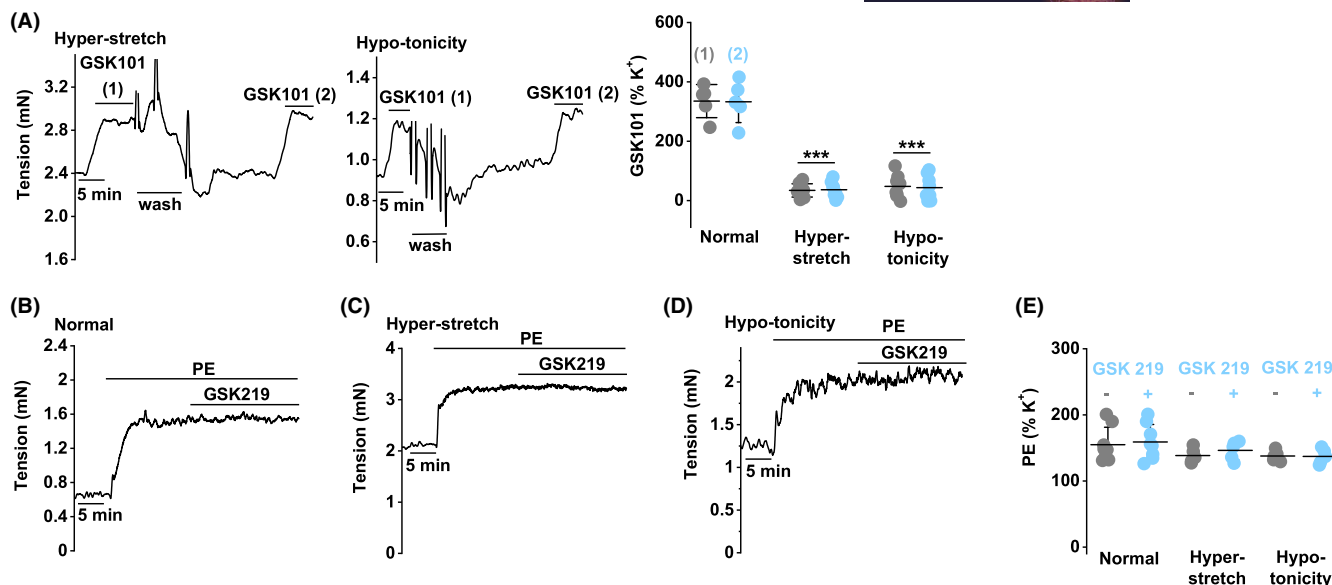 (A)
Hyper-stretch
GSK101
(1)
GSK101 (2)
Tension (mN)
3.2
2.8
2.4
2.0
1.6
5 min
wash
Hypo-tonicity
GSK101 (1)
GSK101 (2)
1.4
1.2
1.0
0.8
0.6
5 min
wash
GSK101 (% K+)
600
400
200
0
(1) (2)
***
***
Normal
Hyper-
stretch
Hypo-
tonicity
(B)
Normal
PE
GSK219
Tension (mN)
2.4
2
1.6
1.2
0.8
0.4
0
5 min
(C)
Hyper-stretch
PE
GSK219
Tension (mN)
4
3
2
1
0
5 min
(D)
Hypo-tonicity
PE
GSK219
Tension (mN)
2
1.5
1
0.5
0
5 min
(E)
PE (% K+)
300
200
100
0
GSK 219 GSK 219 GSK 219
- + - + - +
Normal
Hyper-
stretch
Hypo-
tonicity